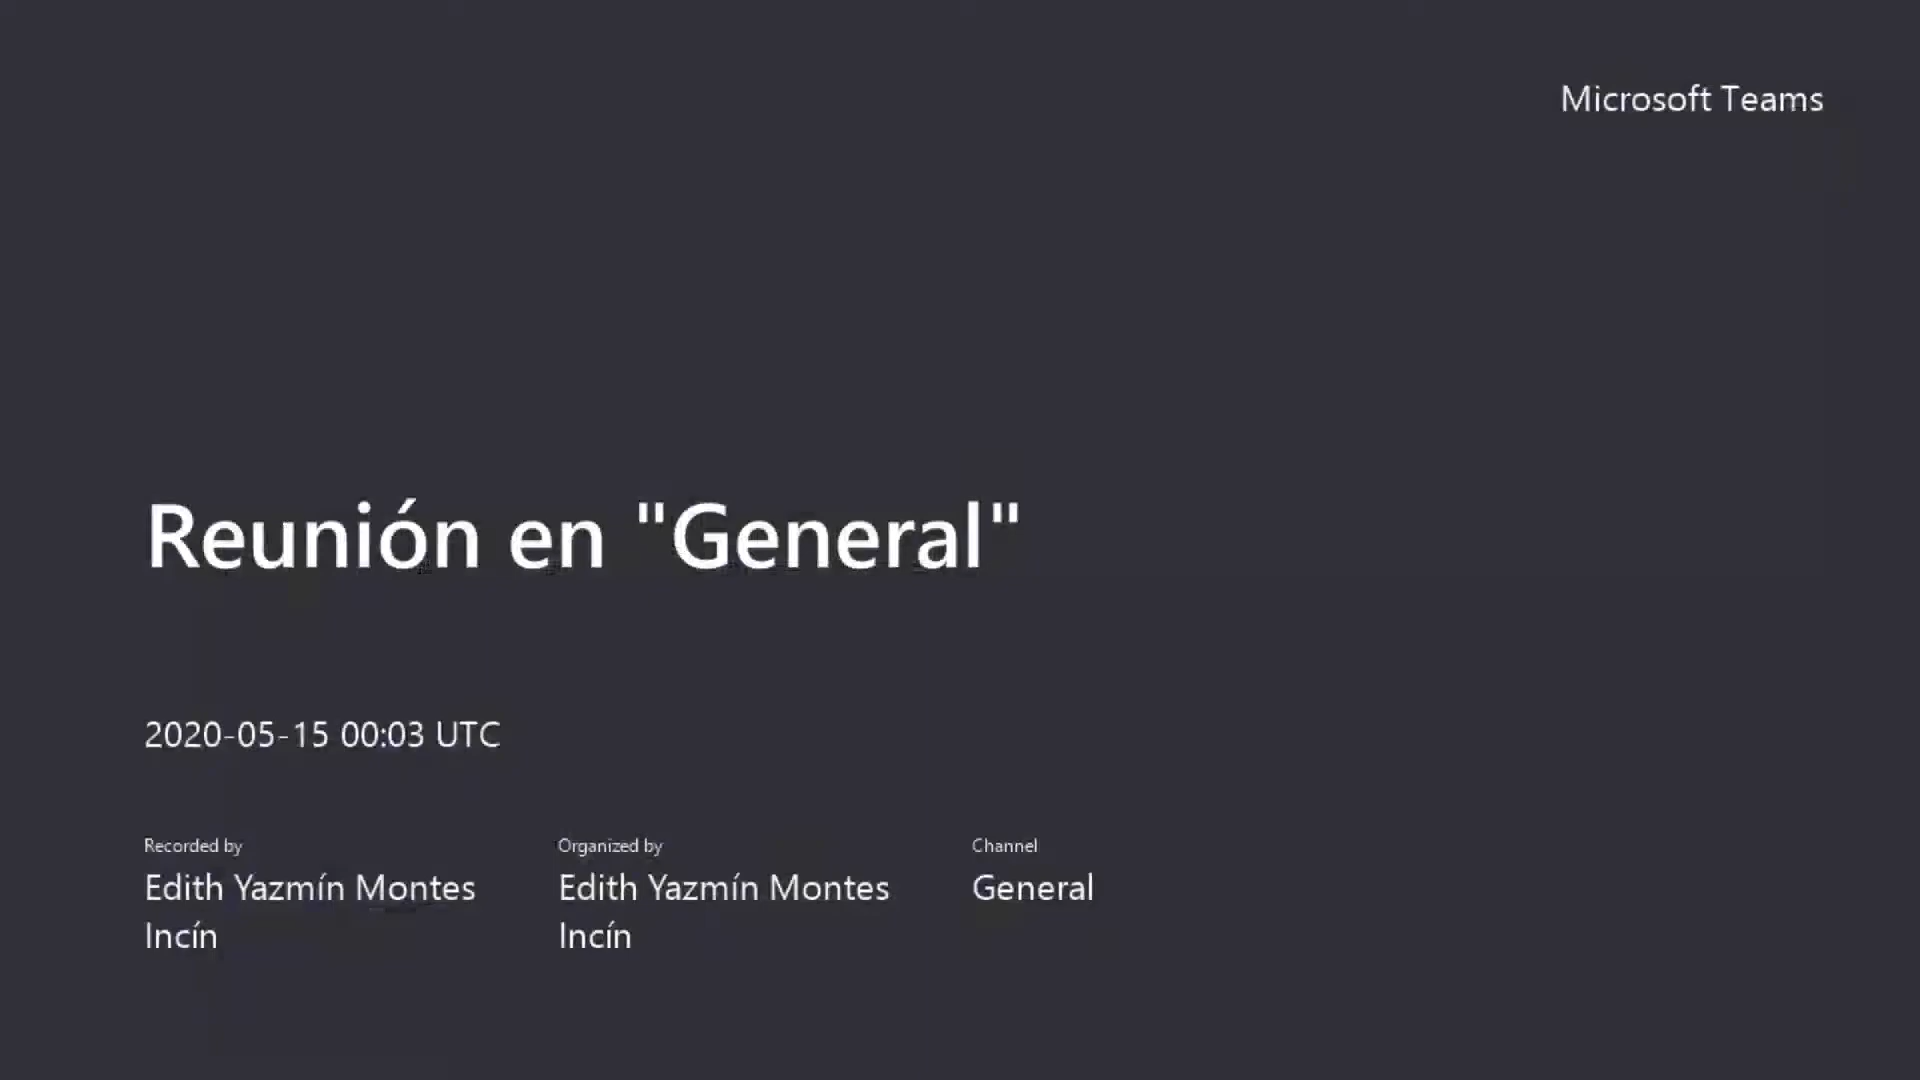 Microsoft Teams
Reunión en "General"
2020-05-15 00:03 UTC
Recorded by
Edith Yazmín Montes
Incín
Organized by
Edith Yazmín Montes
Incín
Channel
General